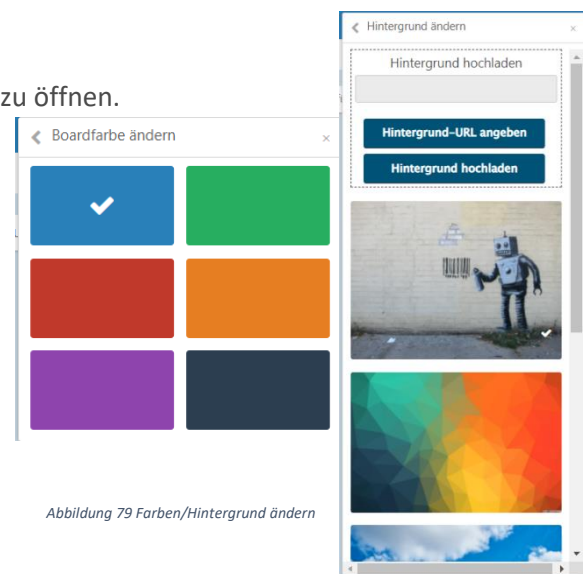 zu öffnen.
Boardfarbe ändern
×
Abbildung 79 Farben/Hintergrund ändern
Hintergrund ändern
×
Hintergrund hochladen
Hintergrund-URL angeben
Hintergrund hochladen